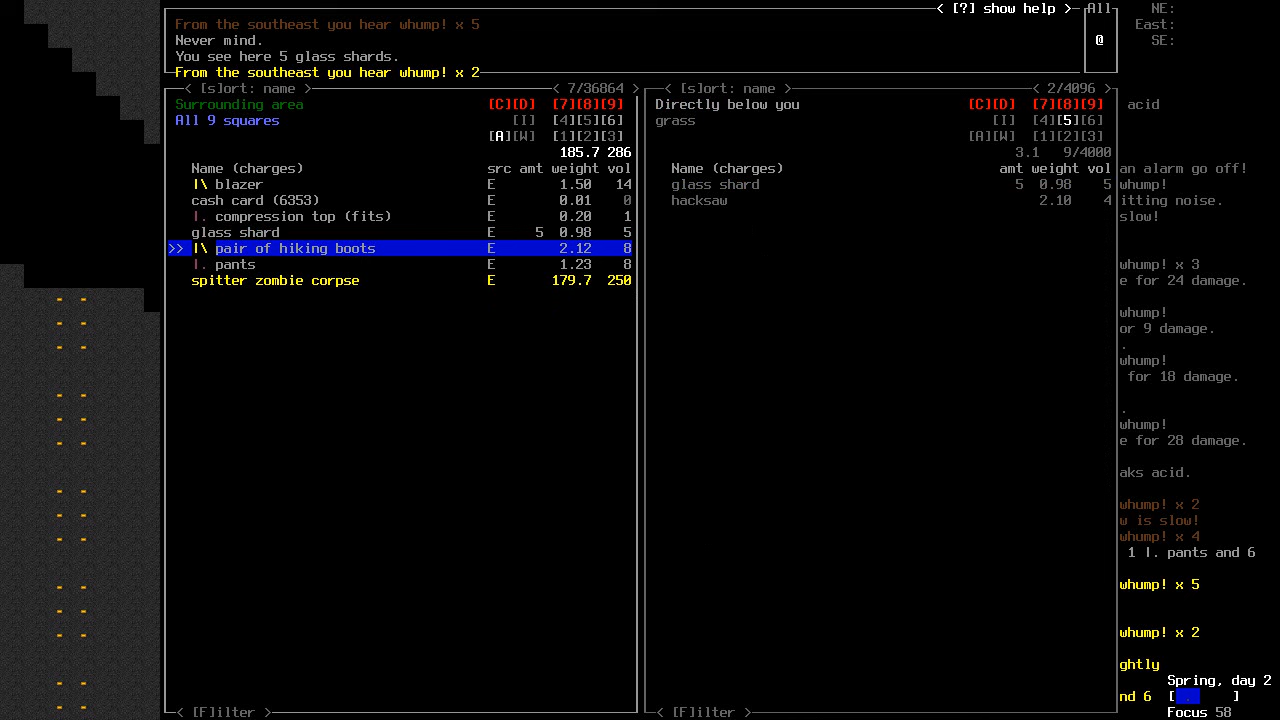 < [?] show help > All NE:
From the southeast you hear whump! x 5 East:
Never mind. @ SE:
You see here 5 glass shards.
From the southeast you hear whump! x 2
< [s]ort: name > < 7/36864 > < [s]ort: name > < 2/4096 >
Surrounding area [C][D] [7][8][9] Directly below you [C][D] [7][8][9] acid
All 9 squares [I] [4][5][6] grass [I] [4][5][6]
[A][W] [1][2][3] [A][W] [1][2][3]
185.7 286 3.1 9/4000
Name (charges) src amt weight vol Name (charges) amt weight vol an alarm go off!
|\ blazer E 1.50 14 glass shard 5 0.98 5 whump!
cash card (6353) E 0.01 0 hacksaw 2.10 4 itting noise.
|. compression top (fits) E 0.20 1 slow!
glass shard E 5 0.98 5
>> |\ pair of hiking boots E 2.12 8
|. pants E 1.23 8 whump! x 3
spitter zombie corpse E 179.7 250 e for 24 damage.
whump!
or 9 damage.
.
whump!
for 18 damage.
.
whump!
e for 28 damage.
aks acid.
whump! x 2
w is slow!
whump! x 4
1 |. pants and 6
whump! x 5
whump! x 2
ghtly
Spring, day 2
nd 6 [ ]
< [F]ilter > < [F]ilter > Focus 58